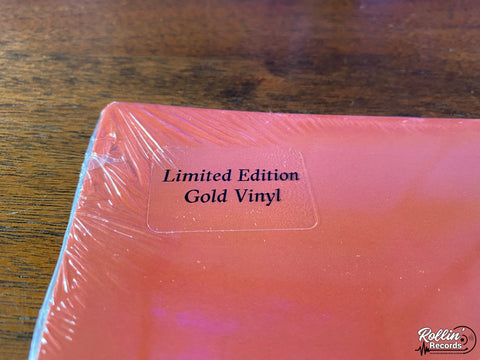 Limited Edition
Gold Vinyl
Rollin'
Records